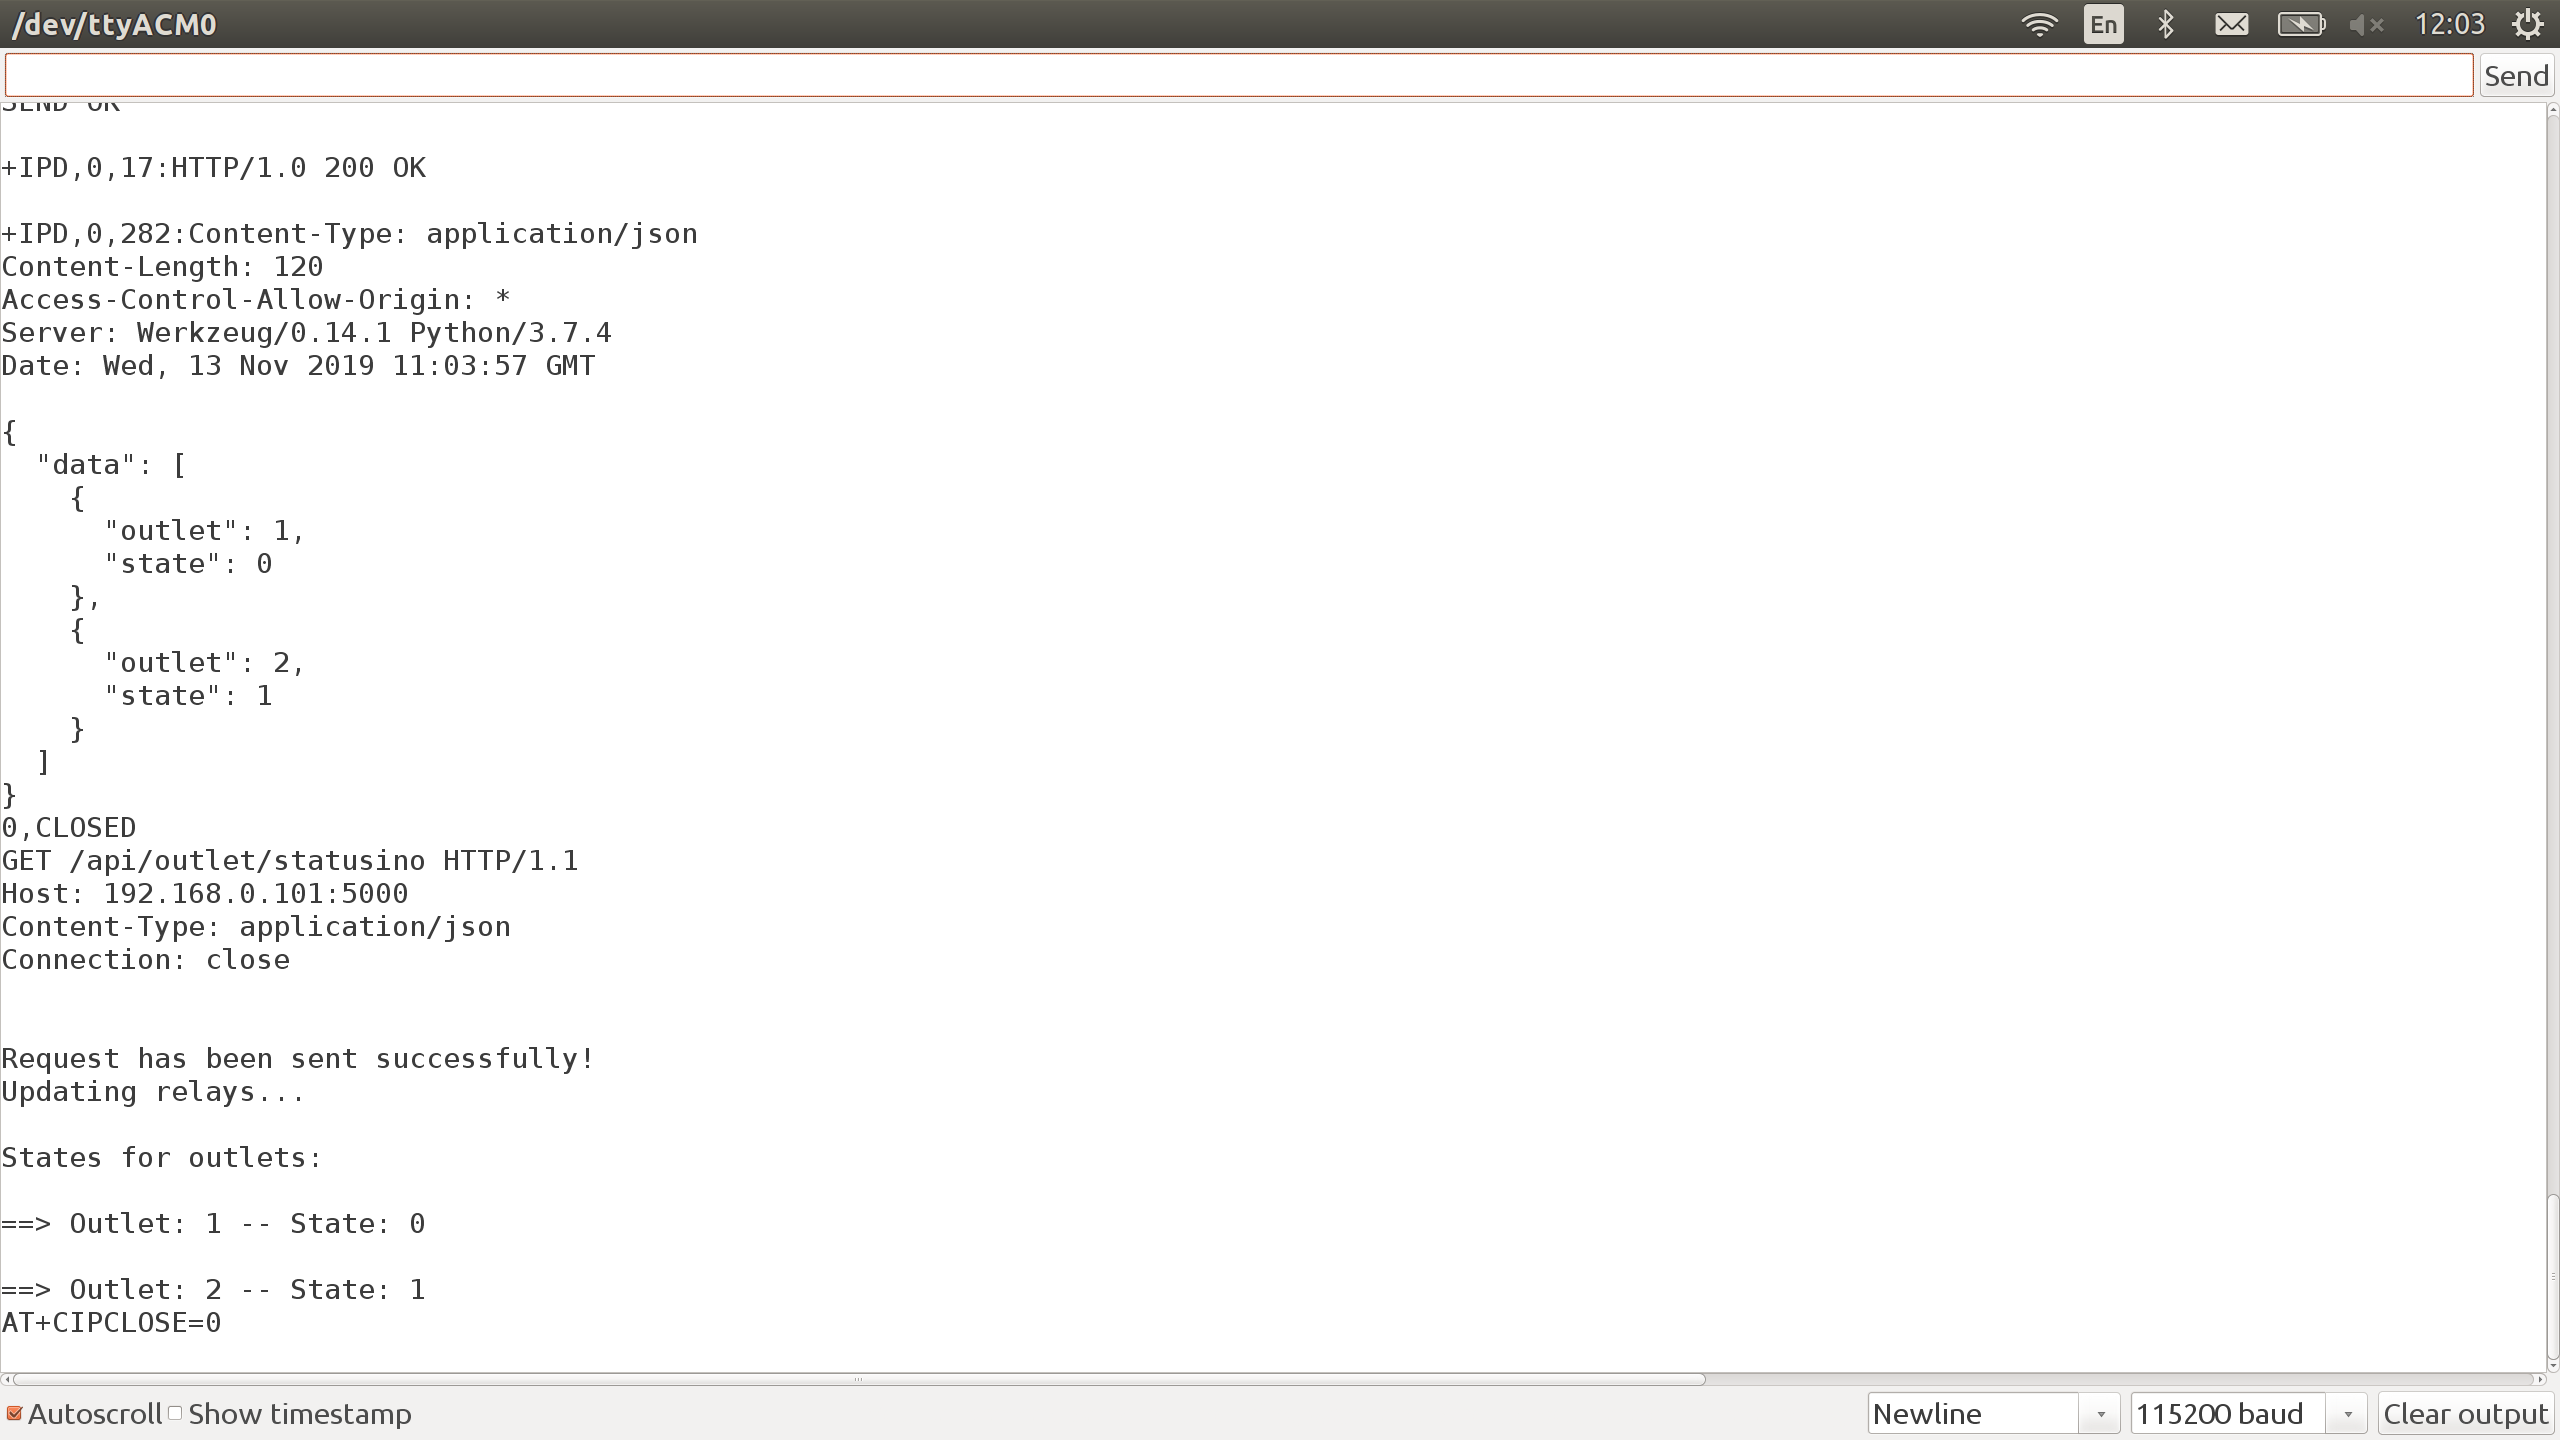 /dev/ttyACM0
En
12:03
Send
SEND OK
+IPD,0,17:HTTP/1.0 200 OK
+IPD,0,282:Content-Type: application/json
Content-Length: 120
Access-Control-Allow-Origin: *
Server: Werkzeug/0.14.1 Python/3.7.4
Date: Wed, 13 Nov 2019 11:03:57 GMT
{
  "data": [
    {
      "outlet": 1,
      "state": 0
    },
    {
      "outlet": 2,
      "state": 1
    }
  ]
}
0,CLOSED
GET /api/outlet/statusino HTTP/1.1
Host: 192.168.0.101:5000
Content-Type: application/json
Connection: close
Request has been sent successfully!
Updating relays...
States for outlets:
==> Outlet: 1 -- State: 0
==> Outlet: 2 -- State: 1
AT+CIPCLOSE=0
Autoscroll
Show timestamp
Newline
115200 baud
Clear output